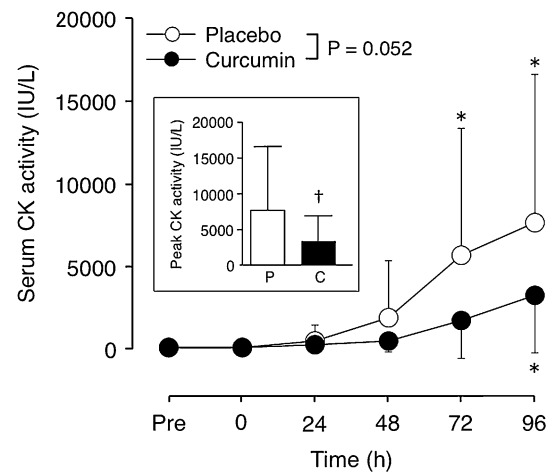 20000
15000
10000
5000
0
Serum CK activity (IU/L)
Placebo
Curcumin
P = 0.052
20000
15000
10000
5000
0
Peak CK activity (IU/L)
†
P
C
*
*
*
Pre
0
24
48
72
96
Time (h)